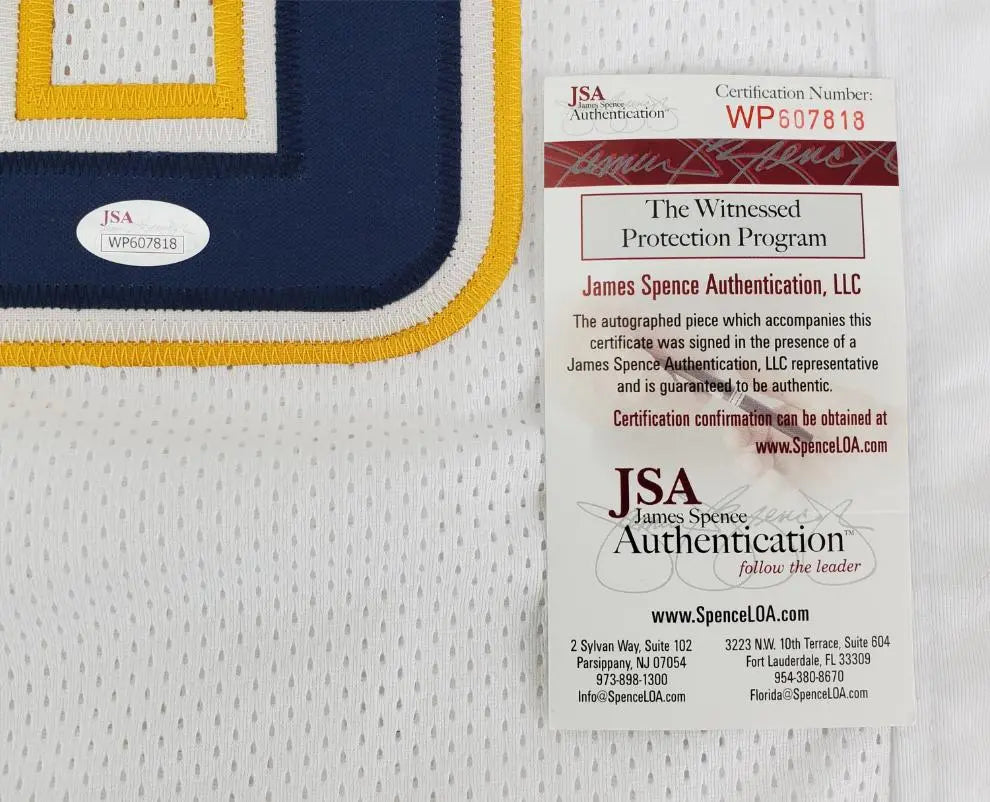 JSA
WP607818
JSA
James Spence
Authentication
Certification Number:
WP607818
The Witnessed
Protection Program
James Spence Authentication, LLC
The autographed piece which accompanies this
certificate was signed in the presence of a
James Spence Authentication, LLC representative
and is guaranteed to be authentic.
Certification confirmation can be obtained at
www.SpenceLOA.com
JSA
James Spence
Authentication™
follow the leader
www.SpenceLOA.com
2 Sylvan Way, Suite 102
Parsippany, NJ 07054
973-898-1300
Info@SpenceLOA.com
3223 N.W. 10th Terrace, Suite 604
Fort Lauderdale, FL 33309
954-380-8670
Florida@SpenceLOA.com